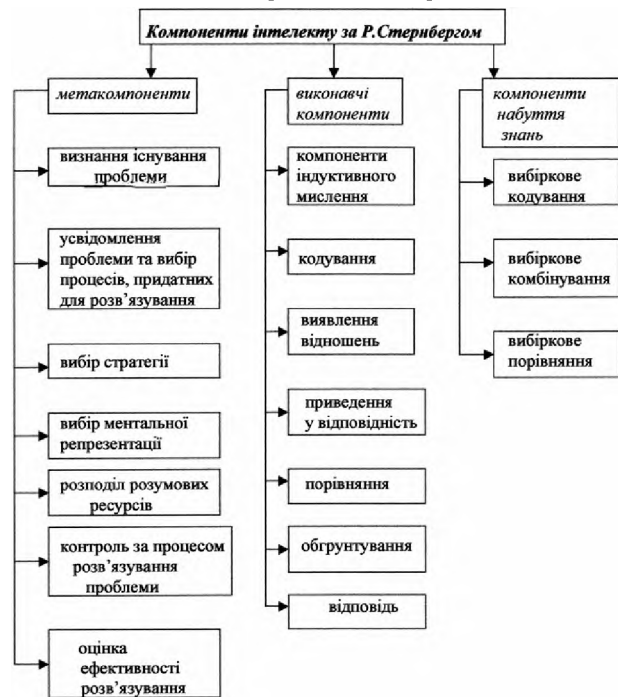 Компоненти інтелекту за Р.Стернбергом
метакомпоненти
визнання існування
проблеми
усвідомлення
проблеми та вибір
процесів, придатних
для розв'язування
вибір стратегії
вибір ментальної
репрезентації
розподіл розумових
ресурсів
контроль за процесом
розв'язування
проблеми
оцінка
ефективності
розв'язування
виконавчі
компоненти
компоненти
індуктивного
мислення
кодування
виявлення
відношень
приведення
у відповідність
порівняння
обгрунтування
відповідь
компоненти
набуття
знань
вибіркове
кодування
вибіркове
комбінування
вибіркове
порівняння